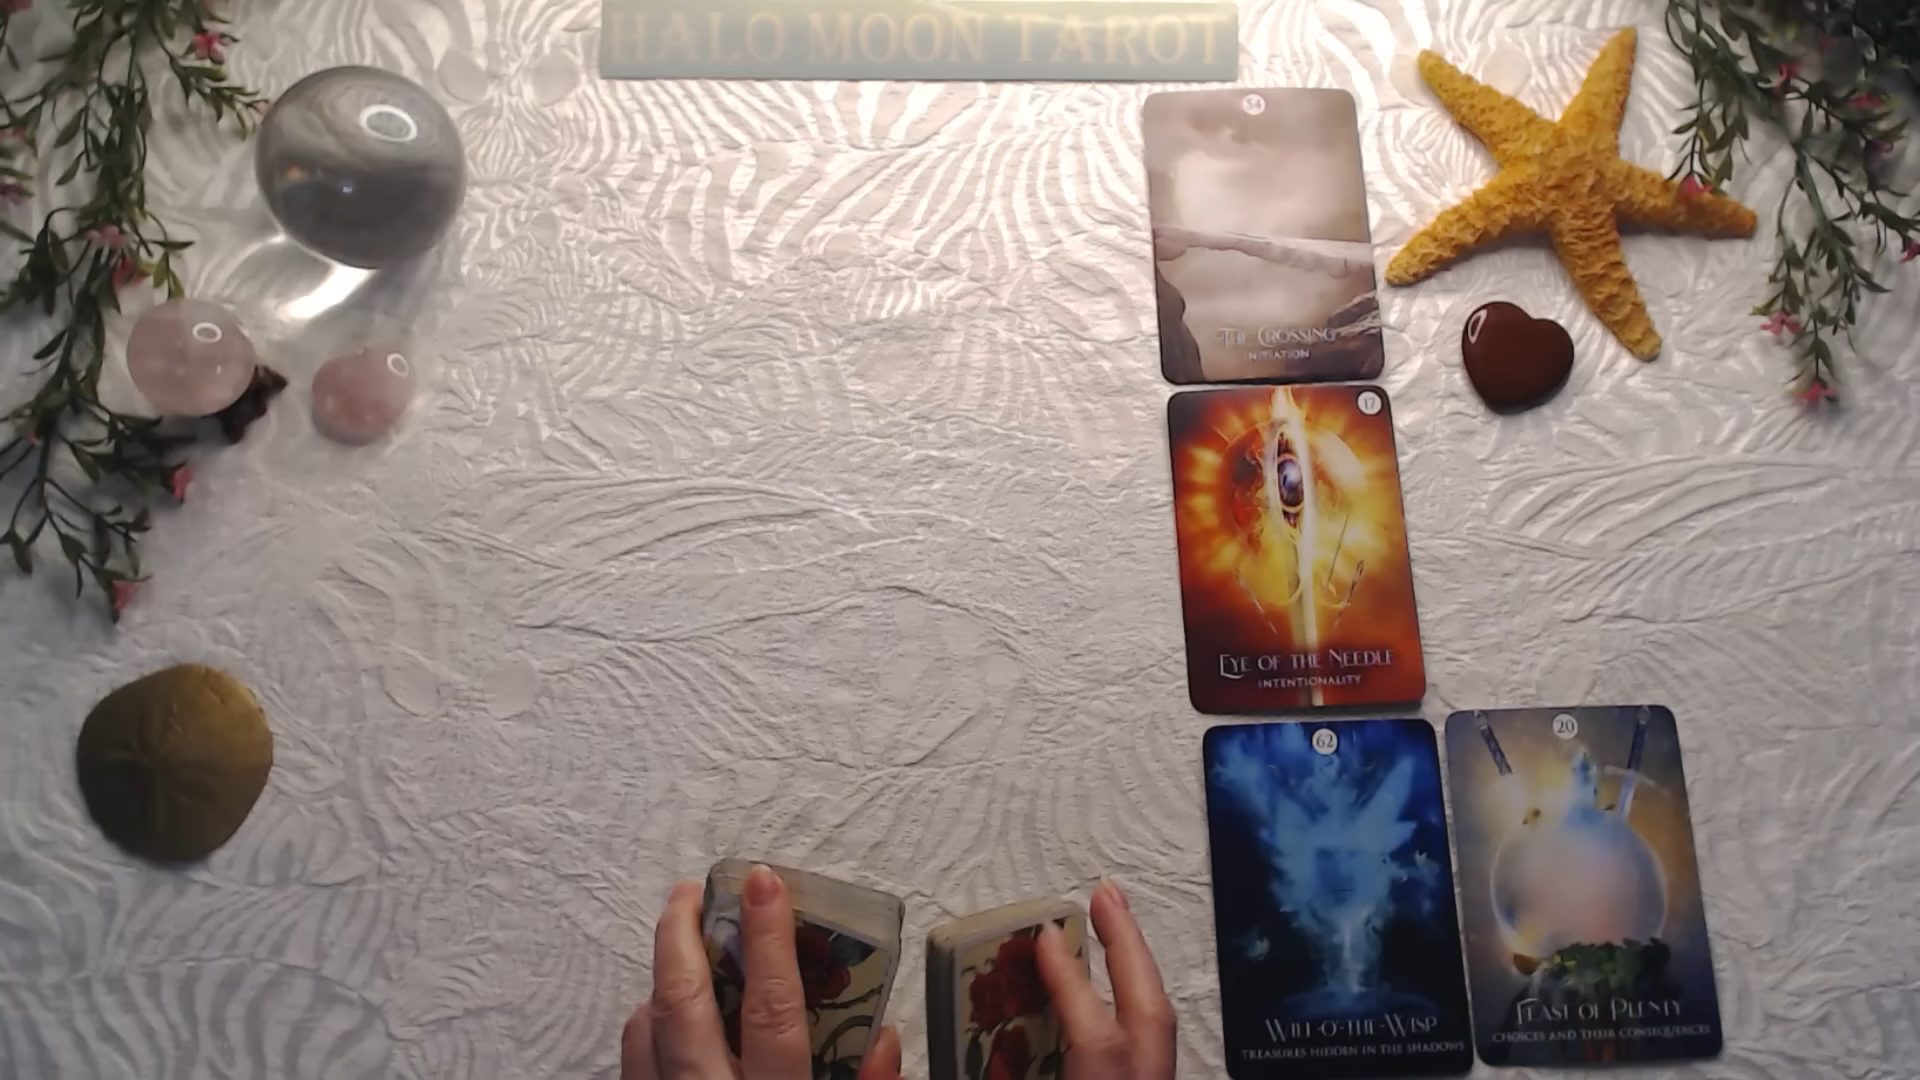 HALO MOON TAROT
54
THE CROSSING
INITIATION
17
EYE OF THE NEEDLE
INTENTIONALITY
62
WILL-O'-THE-WISP
TREASURES HIDDEN IN THE SHADOWS
20
FEAST OF PLENTY
CHOICES AND THEIR CONSEQUENCES